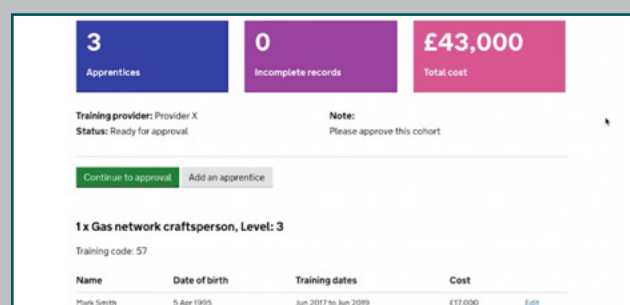 3 0 £43,000
Apprentices Incomplete records Total cost
Training provider: Provider X Note:
Status: Ready for approval Please approve this cohort
Continue to approval Add an apprentice
1 x Gas network craftsperson, Level: 3
Training code: 57
Name Date of birth Training dates Cost
Mark Smith 5 Apr 1995 Jun 2017 to Jun 2019 £17,000 Edit